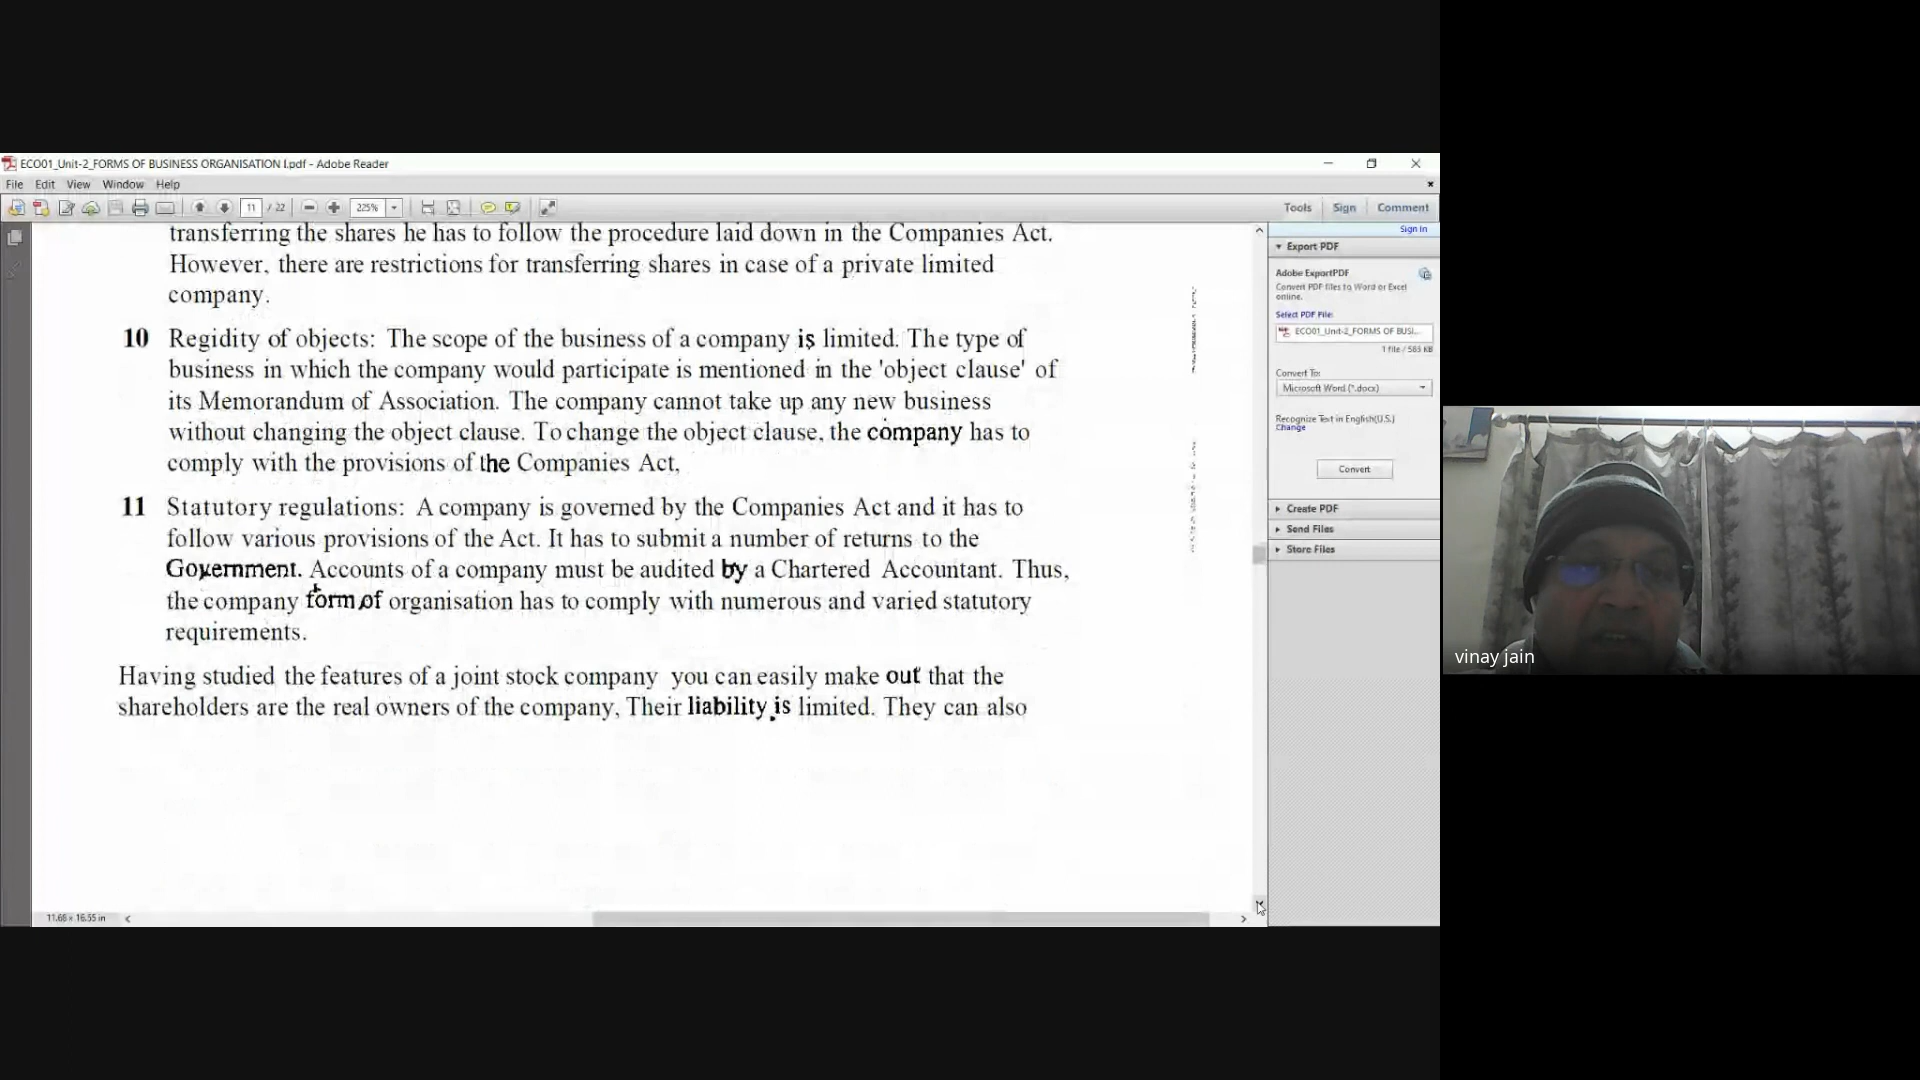 ECO01_Unit-2_FORMS OF BUSINESS ORGANISATION I.pdf - Adobe Reader
File Edit View Window Help
11 / 22 225% Tools Sign Comment
Sign In
transferring the shares he has to follow the procedure laid down in the Companies Act.
However, there are restrictions for transferring shares in case of a private limited
company.
10 Regidity of objects: The scope of the business of a company is limited. The type of
business in which the company would participate is mentioned in the 'object clause' of
its Memorandum of Association. The company cannot take up any new business
without changing the object clause. To change the object clause, the company has to
comply with the provisions of the Companies Act,
11 Statutory regulations: A company is governed by the Companies Act and it has to
follow various provisions of the Act. It has to submit a number of returns to the
Government. Accounts of a company must be audited by a Chartered Accountant. Thus,
the company form of organisation has to comply with numerous and varied statutory
requirements.
Having studied the features of a joint stock company you can easily make out that the
shareholders are the real owners of the company, Their liability is limited. They can also
11.66 x 16.55 in
Export PDF
Adobe ExportPDF
Convert PDF files to Word or Excel
online.
Select PDF File:
ECO01_Unit-2_FORMS OF BUSI...
1 file / 583 KB
Convert To:
Microsoft Word (*.docx)
Recognize Text in English(U.S.)
Change
Convert
Create PDF
Send Files
Store Files
vinay jain